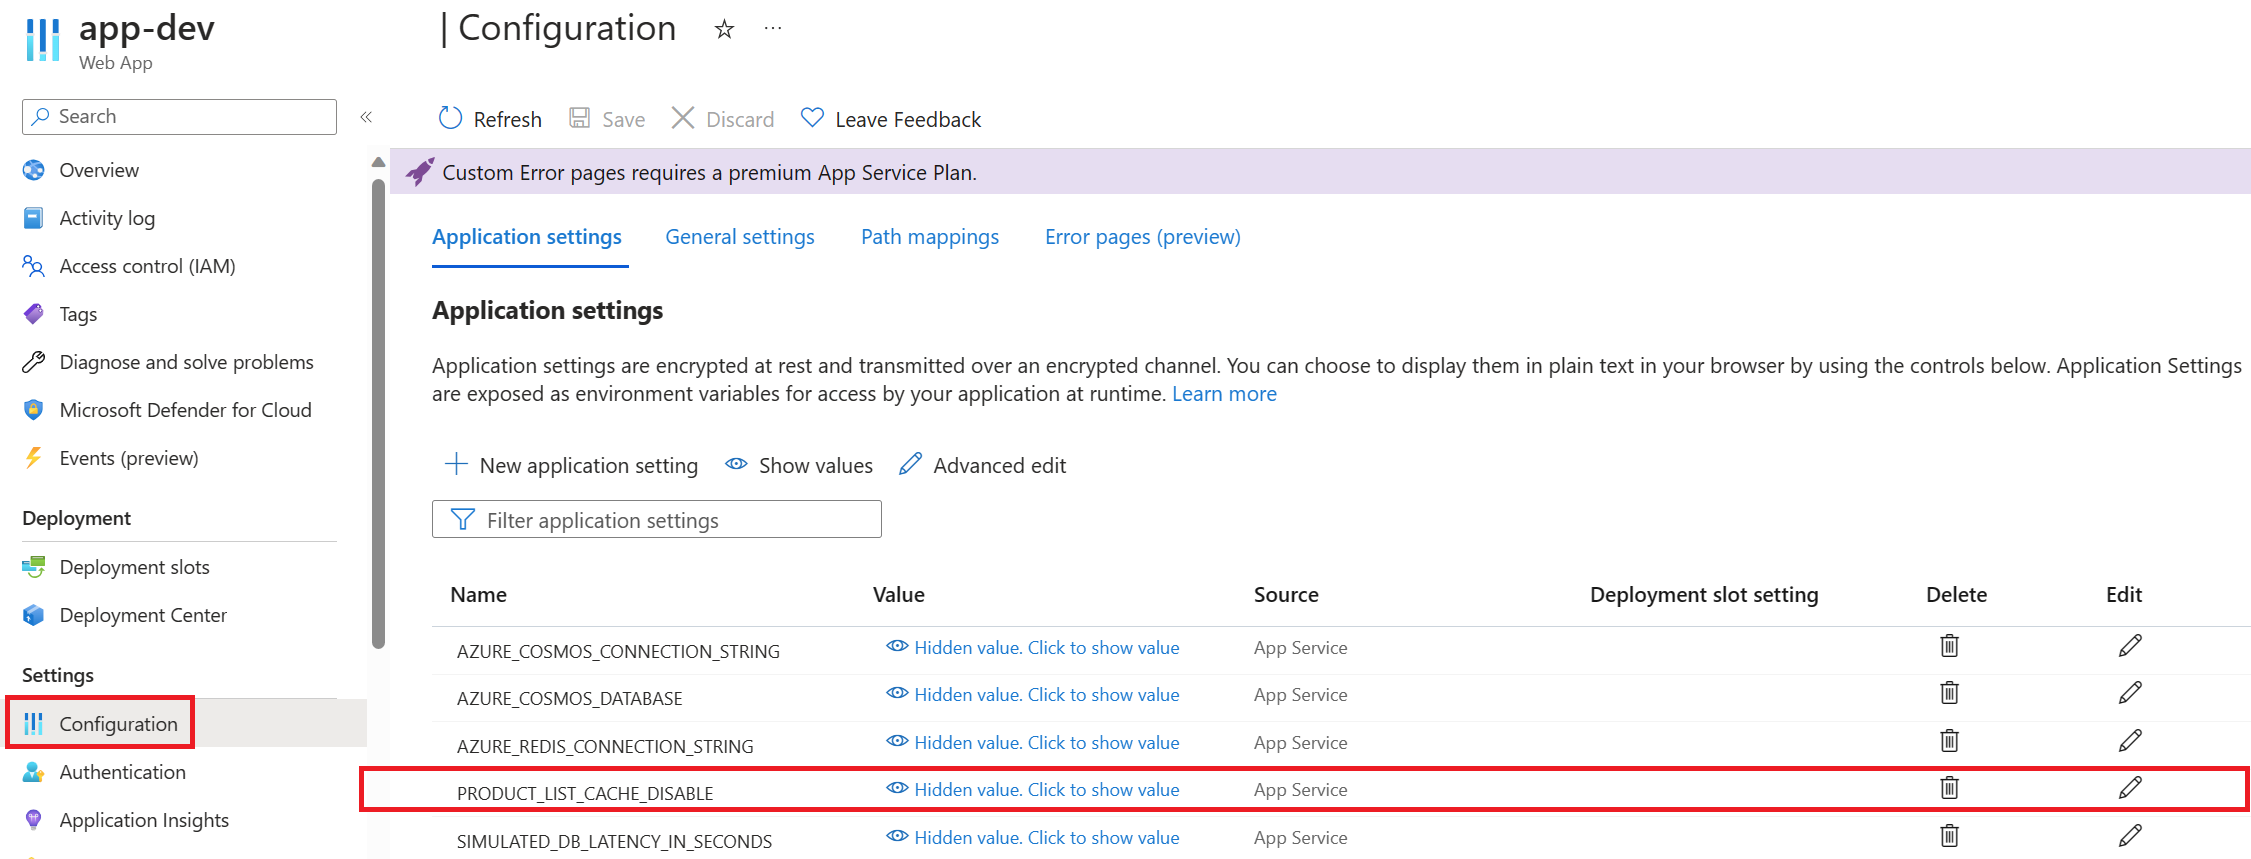 app-dev
Web App
| Configuration
Search
Refresh
Save
Discard
Leave Feedback
Overview
Activity log
Access control (IAM)
Tags
Diagnose and solve problems
Microsoft Defender for Cloud
Events (preview)
Deployment
Deployment slots
Deployment Center
Settings
Configuration
Authentication
Application Insights
Custom Error pages requires a premium App Service Plan.
Application settings
General settings
Path mappings
Error pages (preview)
Application settings
Application settings are encrypted at rest and transmitted over an encrypted channel. You can choose to display them in plain text in your browser by using the controls below. Application Settings
are exposed as environment variables for access by your application at runtime. Learn more
New application setting
Show values
Advanced edit
Filter application settings
Name Value Source Deployment slot setting Delete Edit
AZURE_COSMOS_CONNECTION_STRING Hidden value. Click to show value App Service
AZURE_COSMOS_DATABASE Hidden value. Click to show value App Service
AZURE_REDIS_CONNECTION_STRING Hidden value. Click to show value App Service
PRODUCT_LIST_CACHE_DISABLE Hidden value. Click to show value App Service
SIMULATED_DB_LATENCY_IN_SECONDS Hidden value. Click to show value App Service